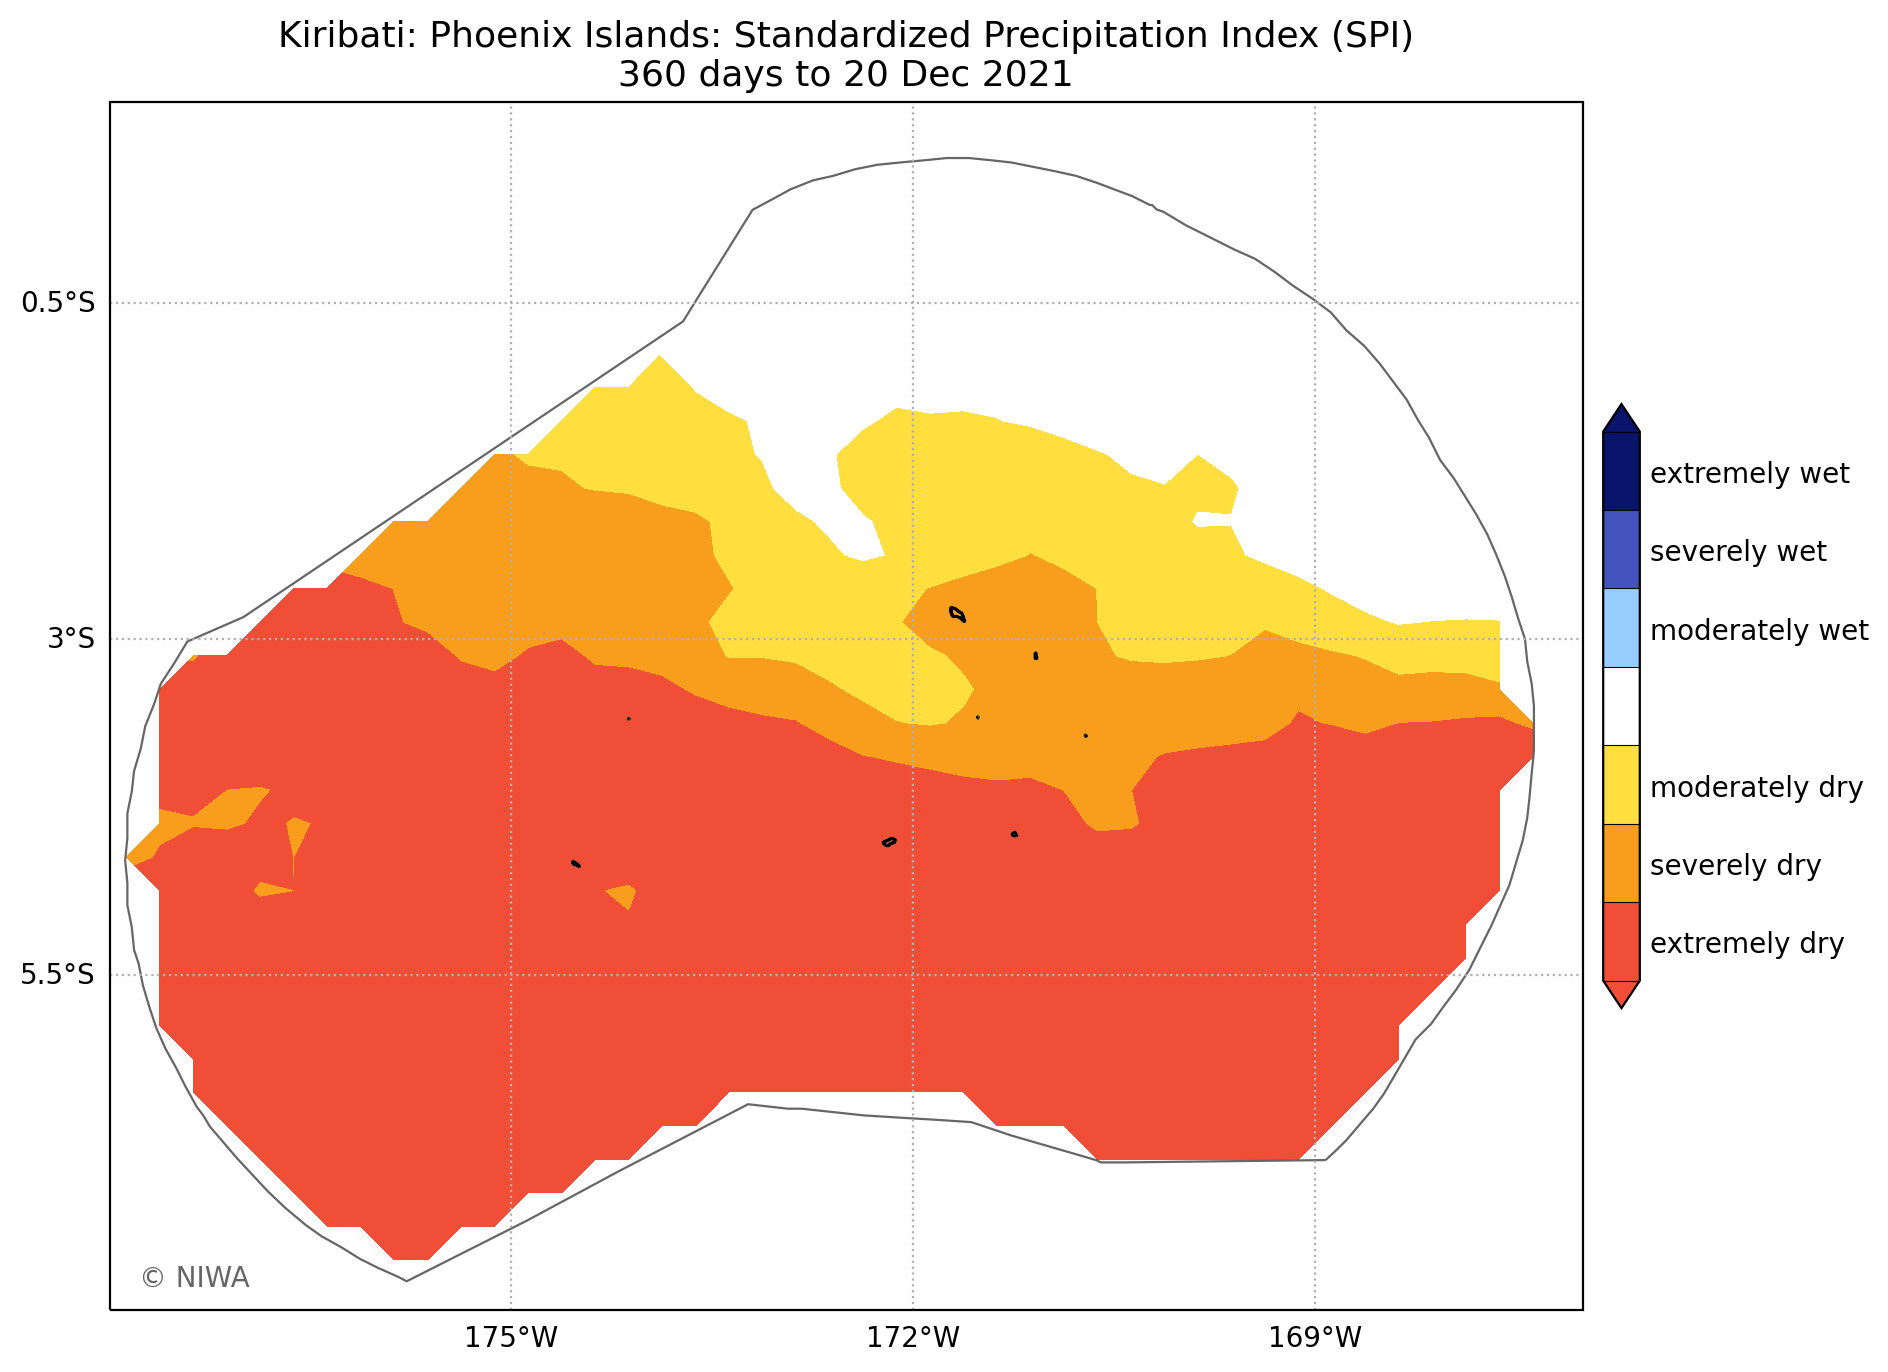 Kiribati: Phoenix Islands: Standardized Precipitation Index (SPI)
360 days to 20 Dec 2021
0.5°S
3°S
5.5°S
175°W
172°W
169°W
extremely wet
severely wet
moderately wet
moderately dry
severely dry
extremely dry
© NIWA